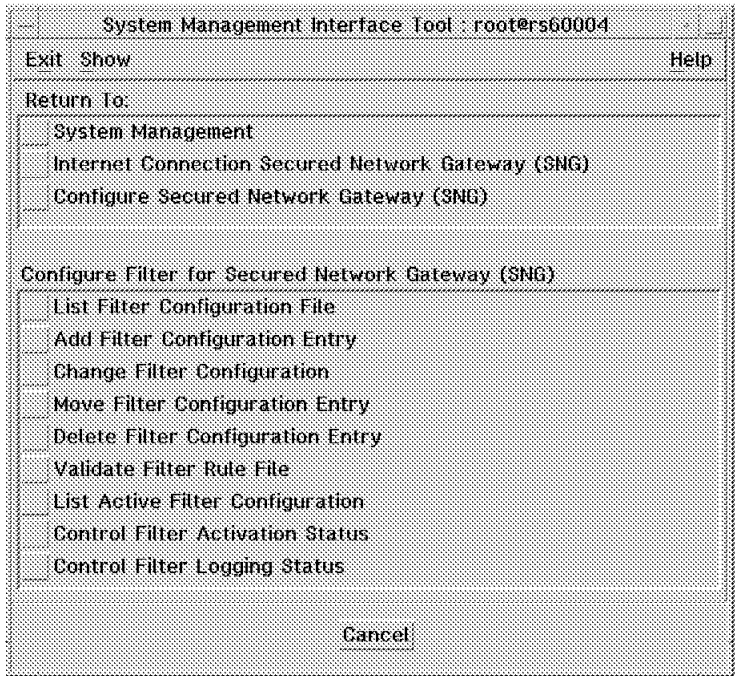 System Management Interface Tool : root@rs60004
Exit Show Help
Return To:
System Management
Internet Connection Secured Network Gateway (SNG)
Configure Secured Network Gateway (SNG)
Configure Filter for Secured Network Gateway (SNG)
List Filter Configuration File
Add Filter Configuration Entry
Change Filter Configuration
Move Filter Configuration Entry
Delete Filter Configuration Entry
Validate Filter Rule File
List Active Filter Configuration
Control Filter Activation Status
Control Filter Logging Status
Cancel